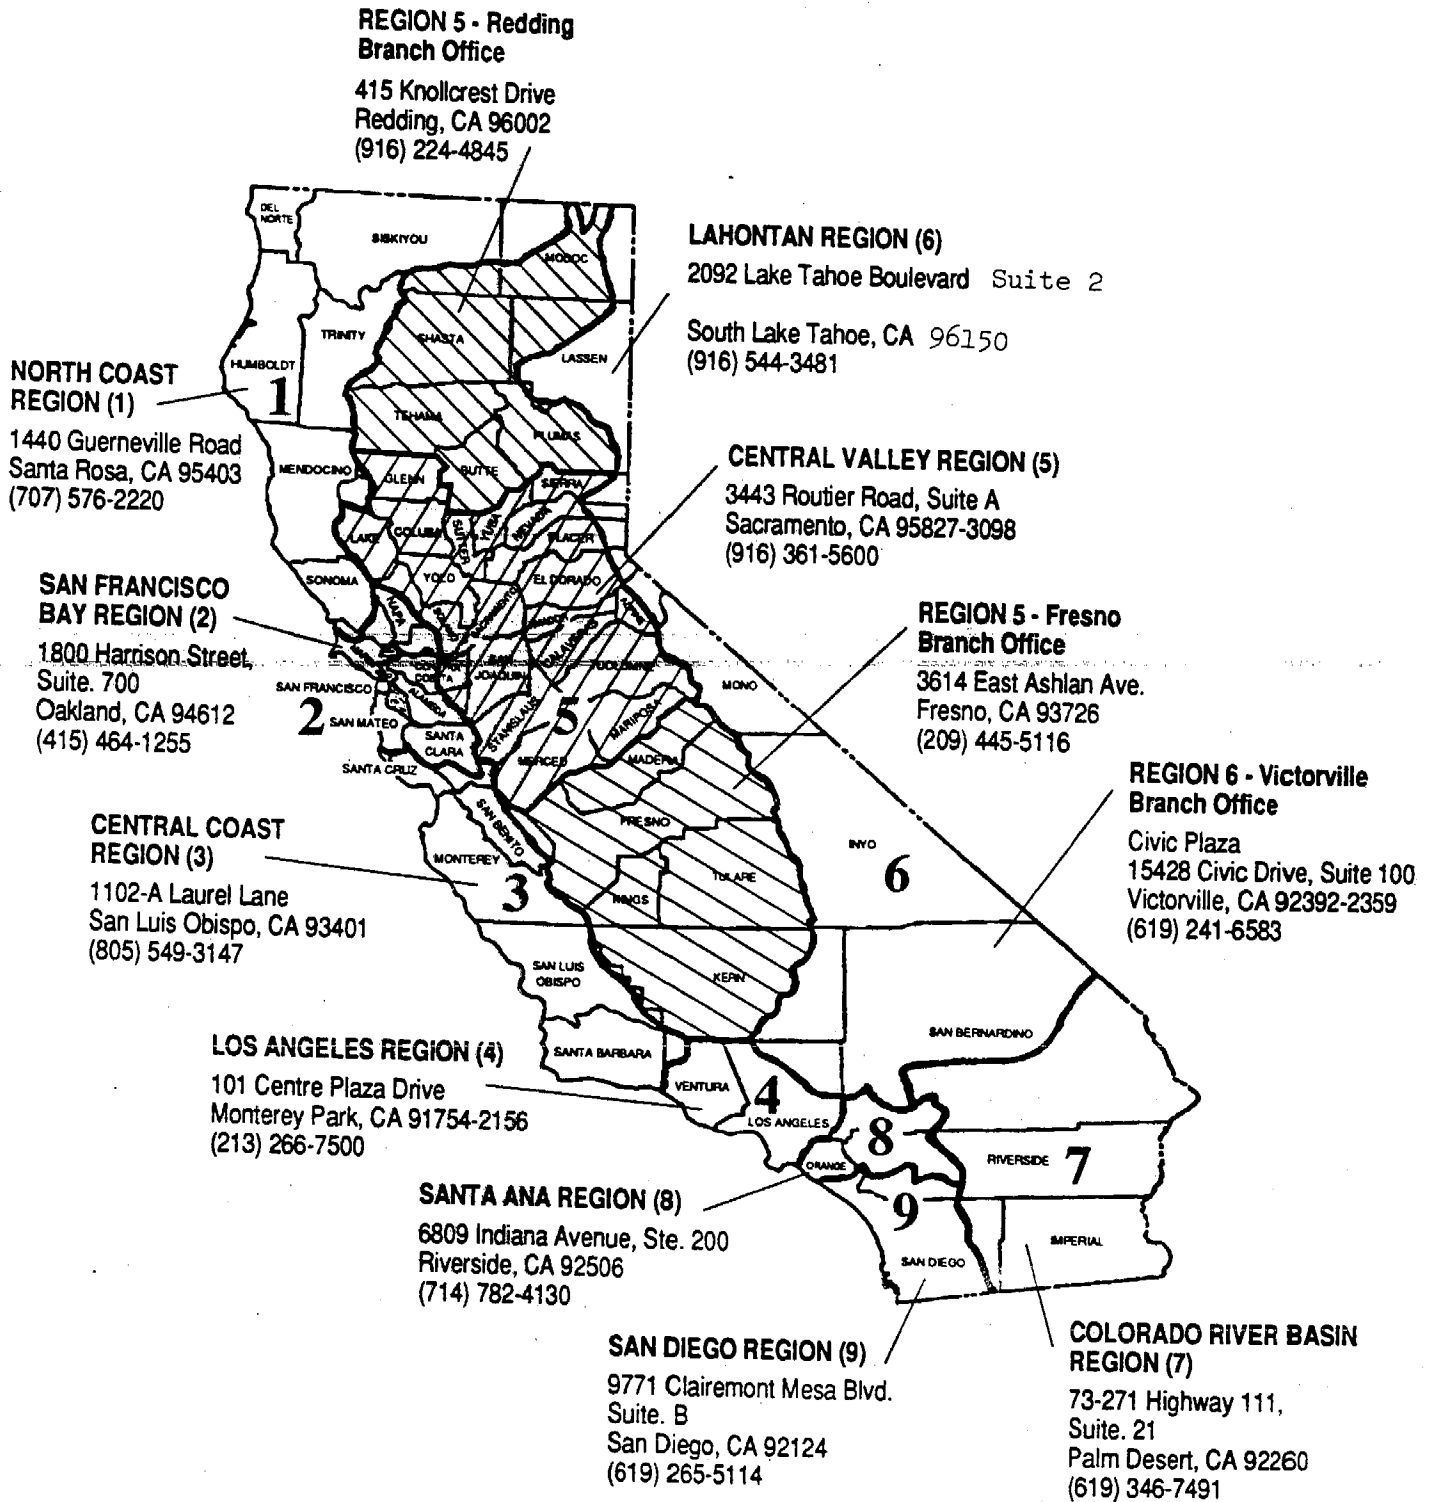 REGION 5 - Redding
Branch Office
415 Knollcrest Drive
Redding, CA 96002
(916) 224-4845
LAHONTAN REGION (6)
2092 Lake Tahoe Boulevard Suite 2
South Lake Tahoe, CA 96150
(916) 544-3481
NORTH COAST
REGION (1)
1440 Guerneville Road
Santa Rosa, CA 95403
(707) 576-2220
CENTRAL VALLEY REGION (5)
3443 Routier Road, Suite A
Sacramento, CA 95827-3098
(916) 361-5600
SAN FRANCISCO
BAY REGION (2)
1800 Harrison Street,
Suite. 700
Oakland, CA 94612
(415) 464-1255
REGION 5 - Fresno
Branch Office
3614 East Ashlan Ave.
Fresno, CA 93726
(209) 445-5116
REGION 6 - Victorville
Branch Office
Civic Plaza
15428 Civic Drive, Suite 100
Victorville, CA 92392-2359
(619) 241-6583
CENTRAL COAST
REGION (3)
1102-A Laurel Lane
San Luis Obispo, CA 93401
(805) 549-3147
LOS ANGELES REGION (4)
101 Centre Plaza Drive
Monterey Park, CA 91754-2156
(213) 266-7500
SANTA ANA REGION (8)
6809 Indiana Avenue, Ste. 200
Riverside, CA 92506
(714) 782-4130
SAN DIEGO REGION (9)
9771 Clairemont Mesa Blvd.
Suite. B
San Diego, CA 92124
(619) 265-5114
COLORADO RIVER BASIN
REGION (7)
73-271 Highway 111,
Suite. 21
Palm Desert, CA 92260
(619) 346-7491
DEL
NORTE
SISKIYOU
MODOC
TRINITY
SHASTA
LASSEN
HUMBOLDT
1
TEHAMA
PLUMAS
MENDOCINO
GLENN
BUTTE
SIERRA
LAKE
COLUSA
SUTTER
YUBA
NEVADA
PLACER
SONOMA
YOLO
EL DORADO
NAPA
SACRAMENTO
ALPINE
CALAVERAS
SAN
JOAQUIN
CONTRA
COSTA
MONO
SAN FRANCISCO
ALAMEDA
2
SAN MATEO
STANISLAUS
5
MARIPOSA
SANTA
CLARA
MERCED
MADERA
SANTA CRUZ
SAN BENITO
FRESNO
MONTEREY
INYO
6
3
KINGS
TULARE
SAN LUIS
OBISPO
KERN
SAN BERNARDINO
SANTA BARBARA
VENTURA
4
LOS ANGELES
8
ORANGE
RIVERSIDE
7
9
SAN DIEGO
IMPERIAL